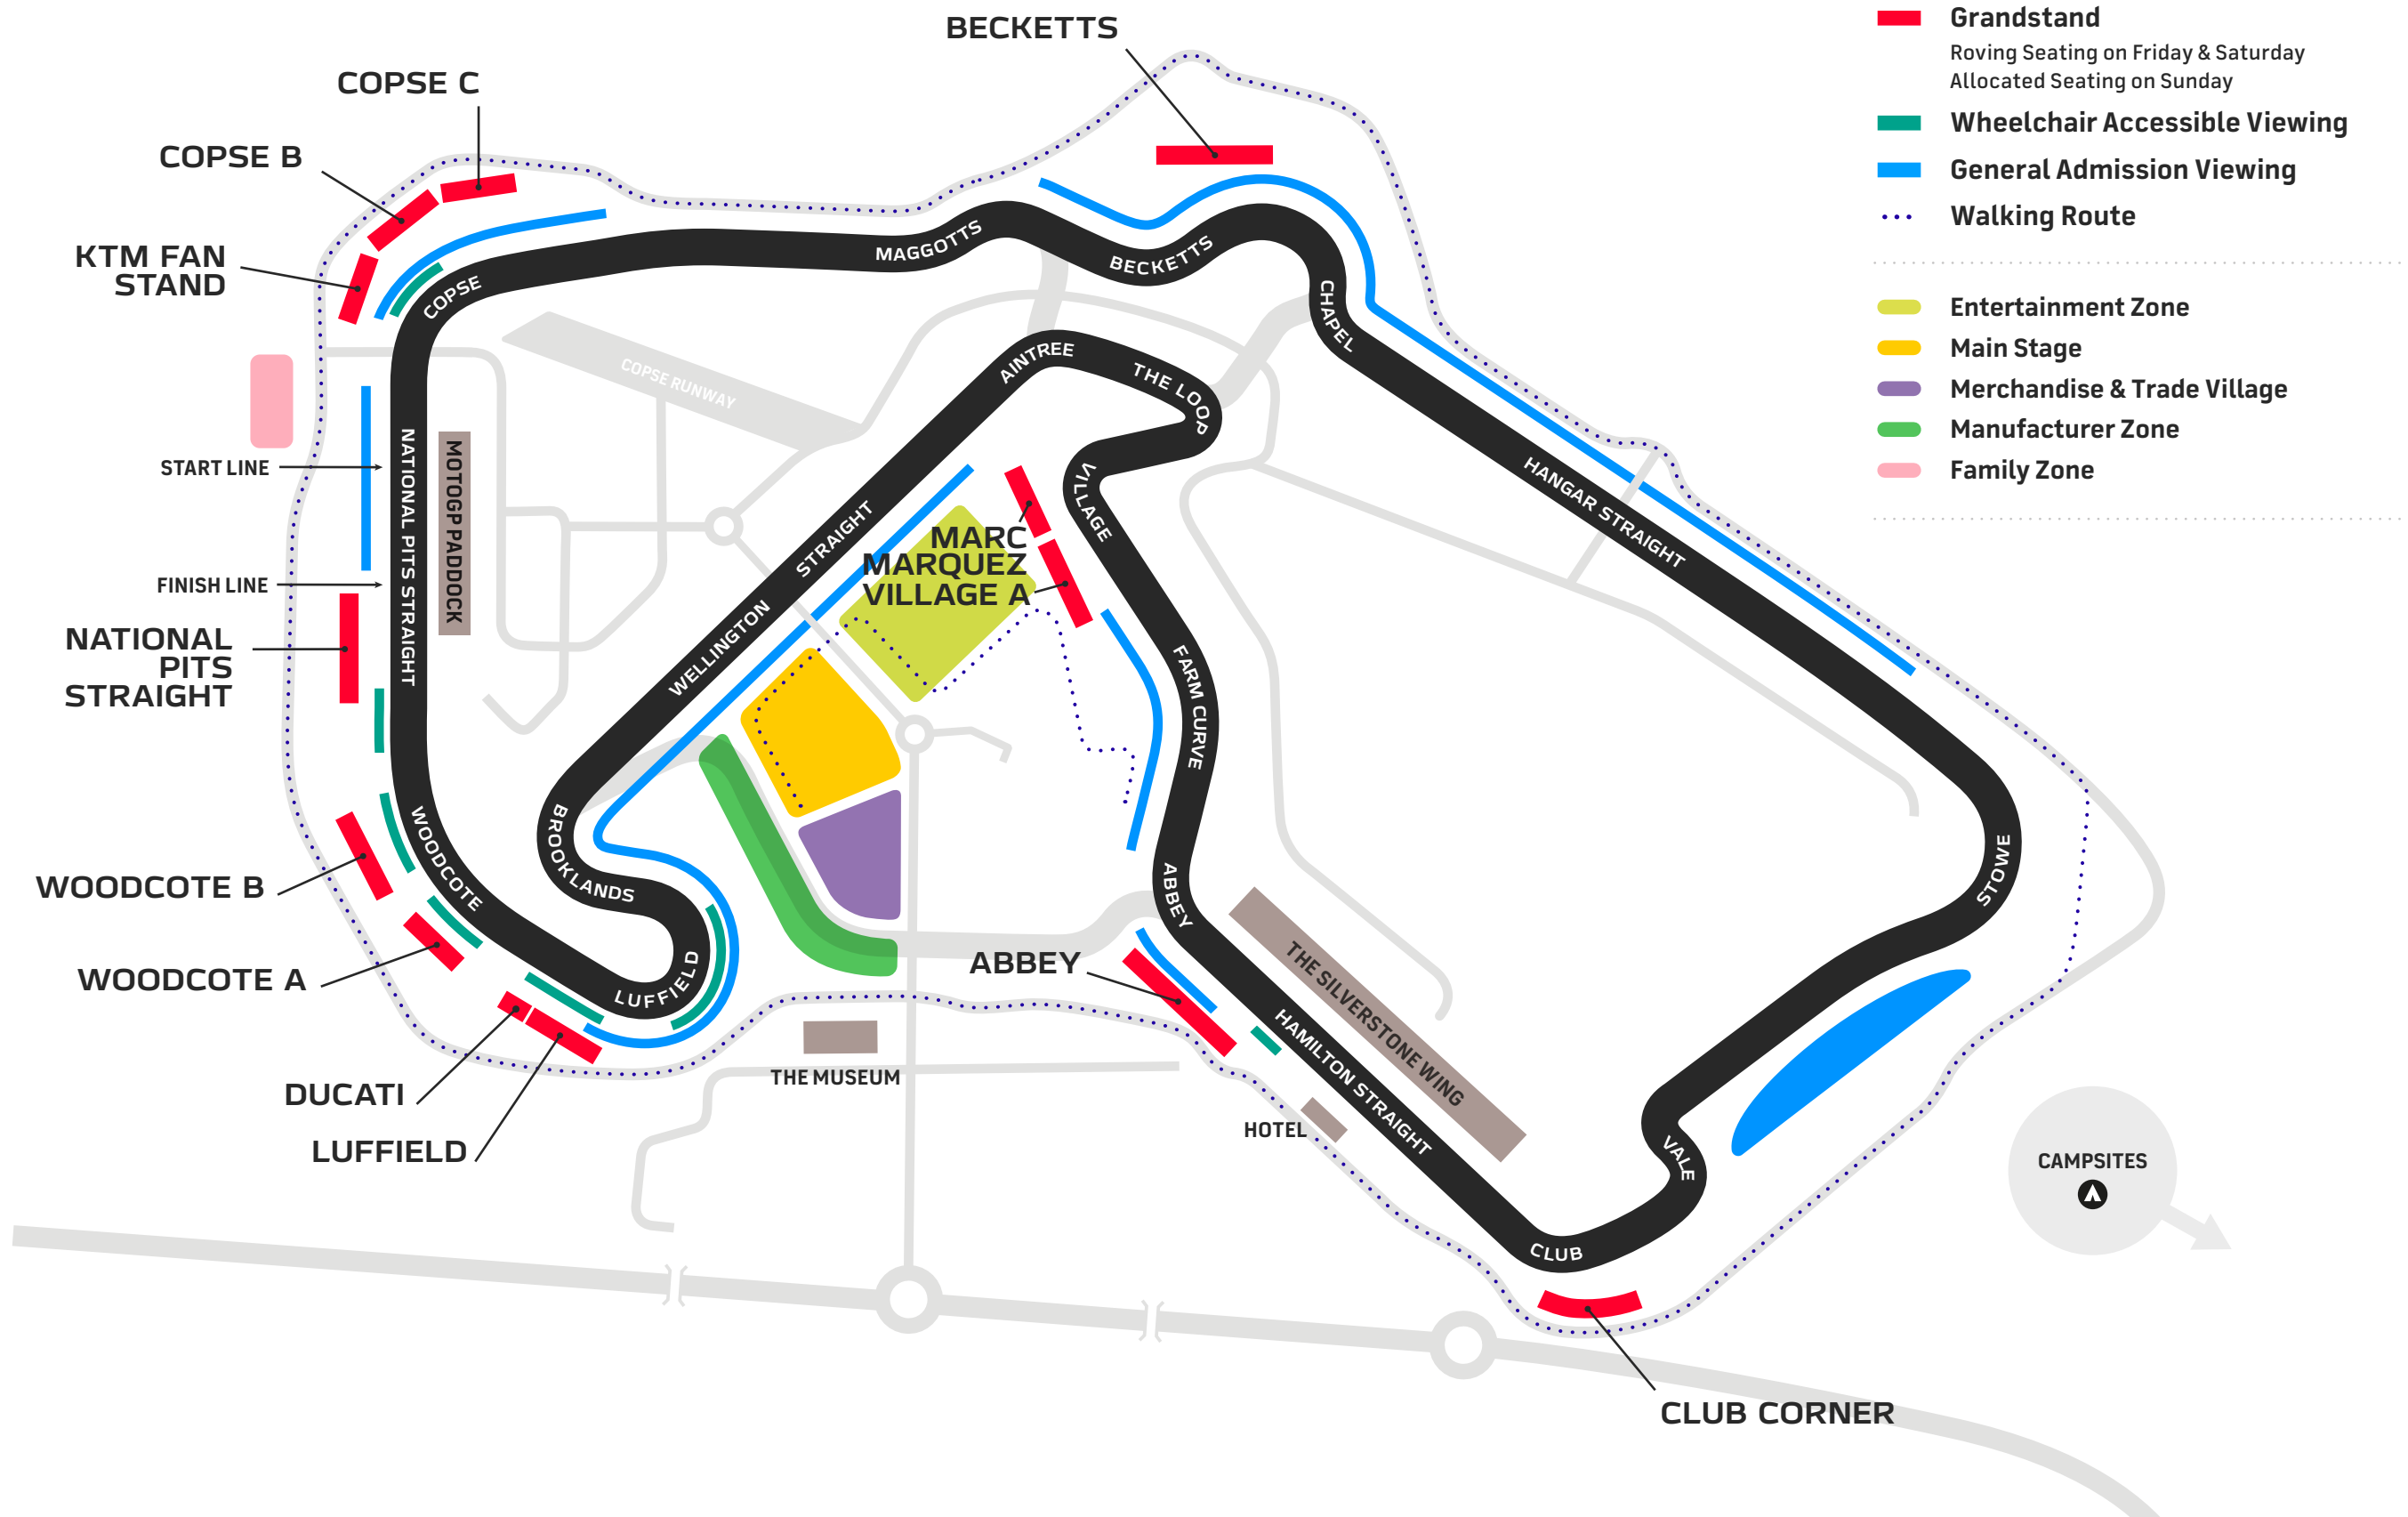 BECKETTS
COPSE C
COPSE B
KTM FAN
STAND
START LINE
FINISH LINE
NATIONAL
PITS
STRAIGHT
WOODCOTE B
WOODCOTE A
DUCATI
LUFFIELD
THE MUSEUM
ABBEY
HOTEL
CLUB CORNER
CAMPSITES
MARC
MARQUEZ
VILLAGE A
COPSE
MAGGOTTS
BECKETTS
CHAPEL
HANGAR STRAIGHT
STOWE
VALE
CLUB
HAMILTON STRAIGHT
THE SILVERSTONE WING
ABBEY
FARM CURVE
VILLAGE
THE LOOP
AINTREE
WELLINGTON STRAIGHT
BROOKLANDS
LUFFIELD
WOODCOTE
NATIONAL PITS STRAIGHT
MOTOGP PADDOCK
COPSE RUNWAY
Grandstand
Roving Seating on Friday & Saturday
Allocated Seating on Sunday
Wheelchair Accessible Viewing
General Admission Viewing
Walking Route
Entertainment Zone
Main Stage
Merchandise & Trade Village
Manufacturer Zone
Family Zone